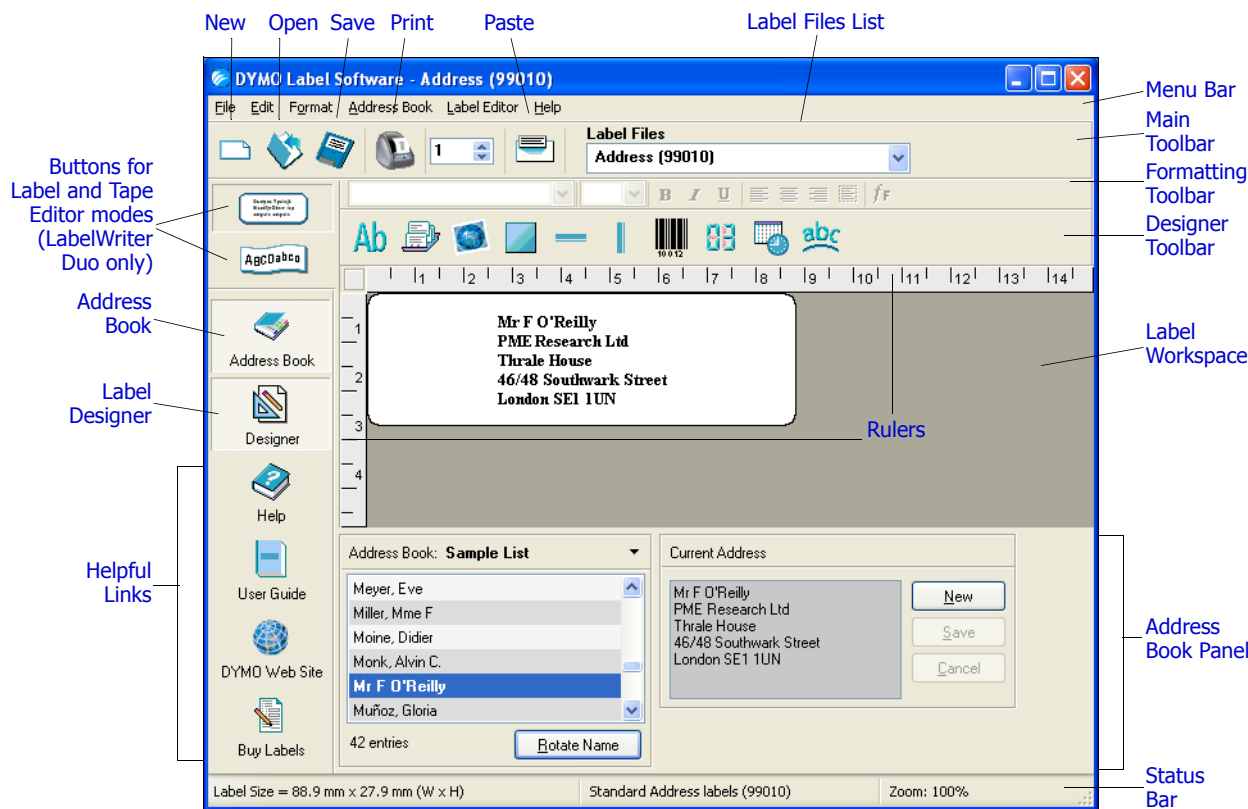 New Open Save Print Paste Label Files List
DYMO Label Software - Address (99010)
File Edit Format Address Book Label Editor Help
Menu Bar
Main
Toolbar
Formatting
Toolbar
Designer
Toolbar
Label
Workspace
Label Files
1 Address (99010)
Buttons for
Label and Tape
Editor modes
(LabelWriter
Duo only)
ABCDabcd
B I U fF
Ab 10012 abc
1 2 3 4 5 6 7 8 9 10 11 12 13 14
1
2
3
4
Mr F O'Reilly
PME Research Ltd
Thrale House
46/48 Southwark Street
London SE1 1UN
Rulers
Address
Book
Address Book
Label
Designer
Designer
Helpful
Links
Help
User Guide
DYMO Web Site
Buy Labels
Address Book: Sample List
Meyer, Eve
Miller, Mme F
Moine, Didier
Monk, Alvin C.
Mr F O'Reilly
Muñoz, Gloria
42 entries Rotate Name
Current Address
Mr F O'Reilly
PME Research Ltd
Thrale House
46/48 Southwark Street
London SE1 1UN
New
Save
Cancel
Address
Book Panel
Label Size = 88.9 mm x 27.9 mm (W x H) Standard Address labels (99010) Zoom: 100%
Status
Bar